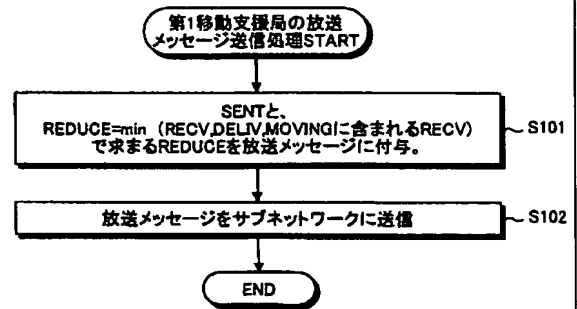 第1移動支援局の放送
メッセージ送信処理START
SENTと、
REDUCE=min（RECV,DELIV,MOVINGに含まれるRECV）
で求まるREDUCEを放送メッセージに付与。
S101
放送メッセージをサブネットワークに送信
S102
END